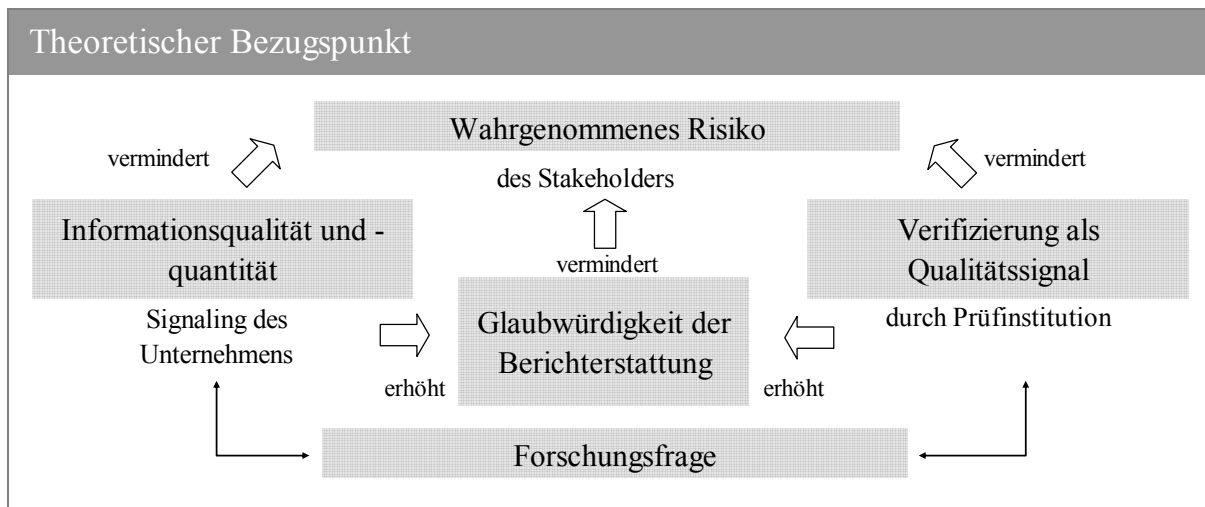 Theoretischer Bezugspunkt
Wahrgenommenes Risiko
des Stakeholders
vermindert
vermindert
Informationsqualität und -
quantität
Signaling des
Unternehmens
vermindert
Glaubwürdigkeit der
Berichterstattung
Verifizierung als
Qualitätssignal
durch Prüfinstitution
erhöht
erhöht
Forschungsfrage